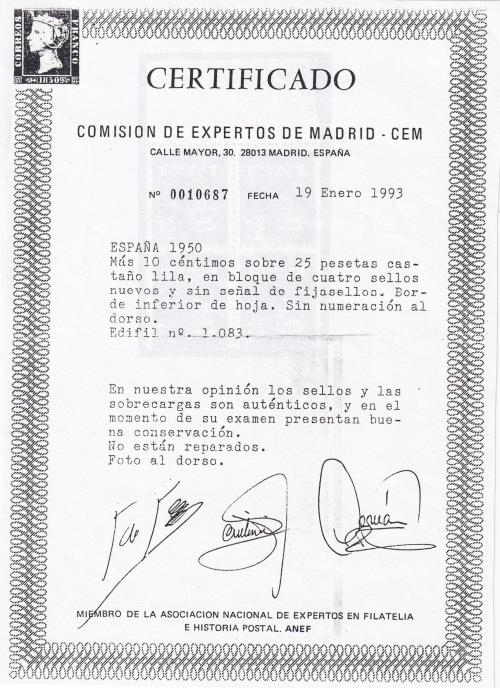 CORREOS
FRANCO
1850 6 Cs
CERTIFICADO
COMISION DE EXPERTOS DE MADRID - CEM
CALLE MAYOR, 30. 28013 MADRID. ESPAÑA
Nº 0010687 FECHA 19 Enero 1993
ESPAÑA 1950
Más 10 céntimos sobre 25 pesetas cas-
taño lila, en bloque de cuatro sellos
nuevos y sin señal de fijasellos. Bor-
de inferior de hoja. Sin numeración al
dorso.
Edifil nº. 1.083.
En nuestra opinión los sellos y las
sobrecargas son auténticos, y en el
momento de su examen presentan bue-
na conservación.
No están reparados.
Foto al dorso.
MIEMBRO DE LA ASOCIACION NACIONAL DE EXPERTOS EN FILATELIA
E HISTORIA POSTAL. ANEF